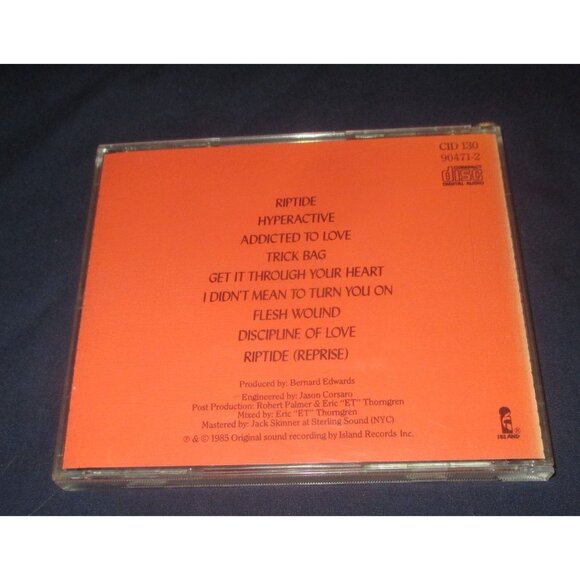 CID 130
90471-2
COMPACT
disc
DIGITAL AUDIO
RIPTIDE
HYPERACTIVE
ADDICTED TO LOVE
TRICK BAG
GET IT THROUGH YOUR HEART
I DIDN'T MEAN TO TURN YOU ON
FLESH WOUND
DISCIPLINE OF LOVE
RIPTIDE (REPRISE)
Produced by: Bernard Edwards
Engineered by: Jason Corsaro
Post Production: Robert Palmer & Eric "ET" Thorngren
Mixed by: Eric "ET" Thorngren
Mastered by: Jack Skinner at Sterling Sound (NYC)
℗ & © 1985 Original sound recording by Island Records Inc.
ISLAND